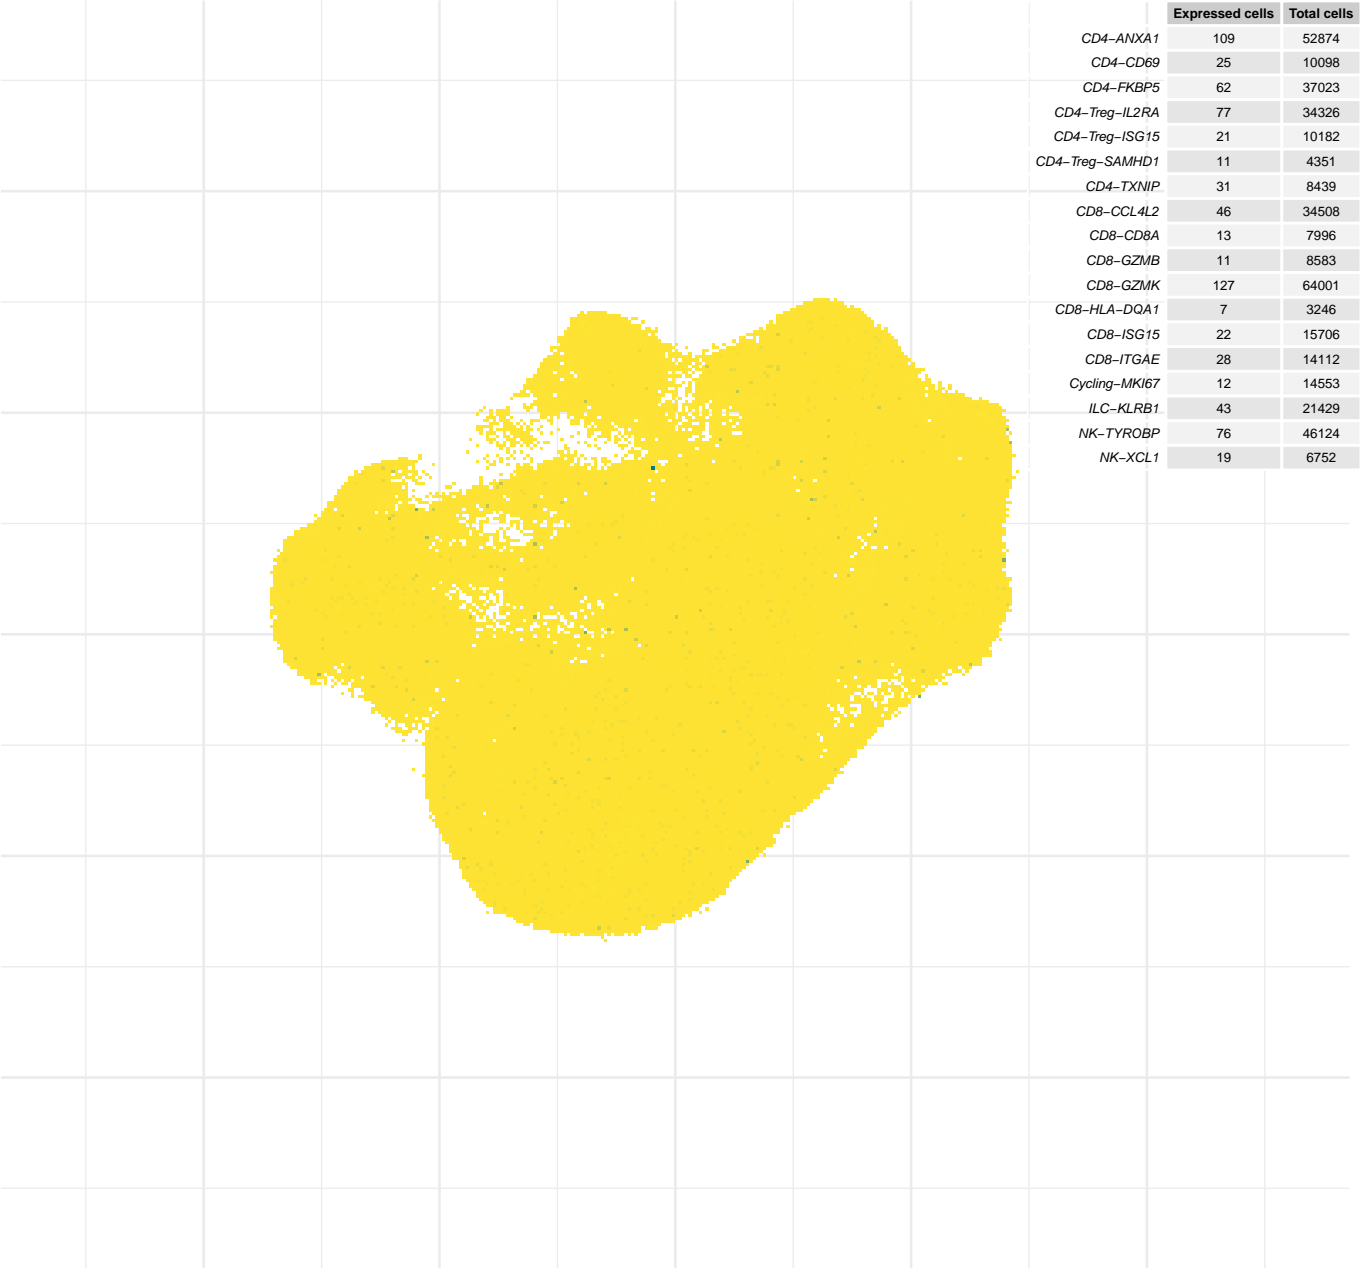 Expressed cells Total cells
CD4−ANXA1 109 52874
CD4−CD69 25 10098
CD4−FKBP5 62 37023
CD4−Treg−IL2RA 77 34326
CD4−Treg−ISG15 21 10182
CD4−Treg−SAMHD1 11 4351
CD4−TXNIP 31 8439
CD8−CCL4L2 46 34508
CD8−CD8A 13 7996
CD8−GZMB 11 8583
CD8−GZMK 127 64001
CD8−HLA−DQA1 7 3246
CD8−ISG15 22 15706
CD8−ITGAE 28 14112
Cycling−MKI67 12 14553
ILC−KLRB1 43 21429
NK−TYROBP 76 46124
NK−XCL1 19 6752